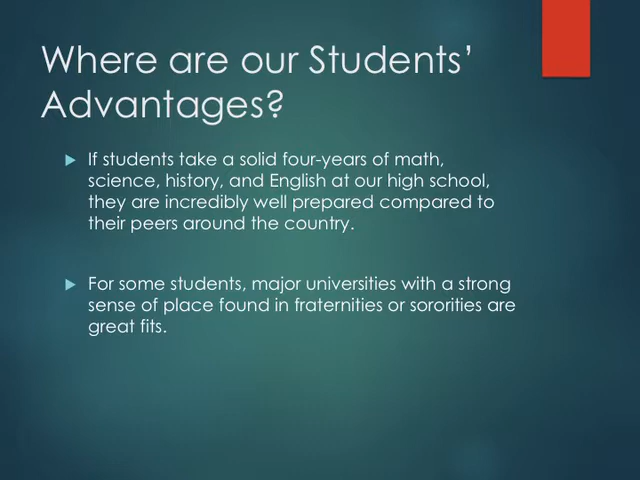 Where are our Students’
Advantages?
If students take a solid four-years of math,
science, history, and English at our high school,
they are incredibly well prepared compared to
their peers around the country.
For some students, major universities with a strong
sense of place found in fraternities or sororities are
great fits.